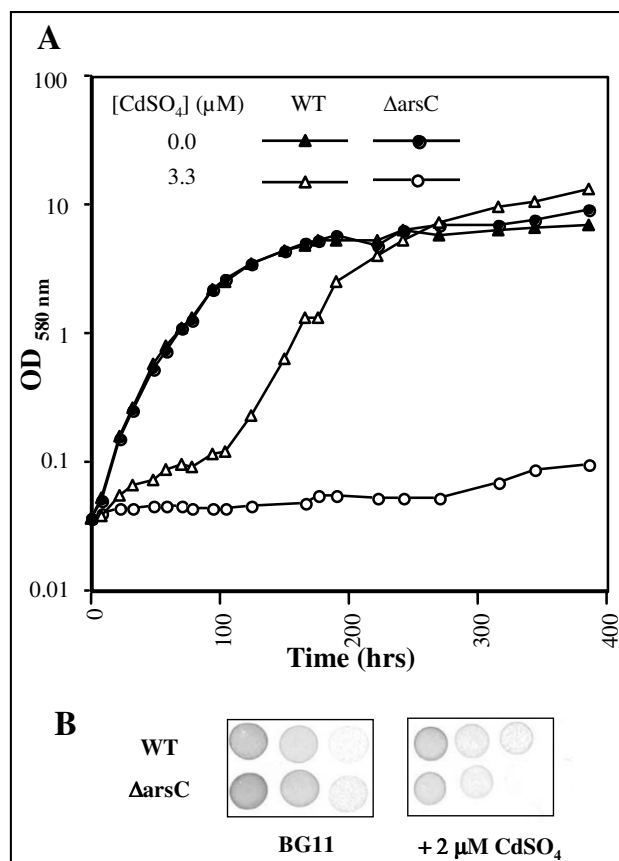 A
100
10
1
0.1
0.01
OD 580 nm
[CdSO4] (µM) WT ΔarsC
0.0
3.3
0 100 200 300 400
Time (hrs)
B
WT
ΔarsC
BG11 + 2 µM CdSO4